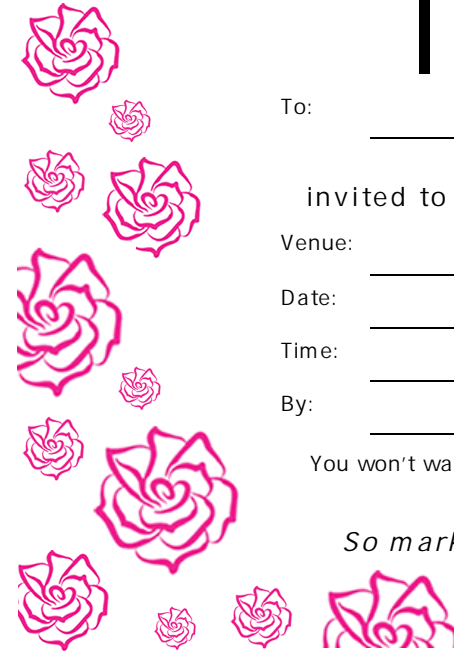 To:
invited to
Venue:
Date:
Time:
By:
You won't wa
So mark